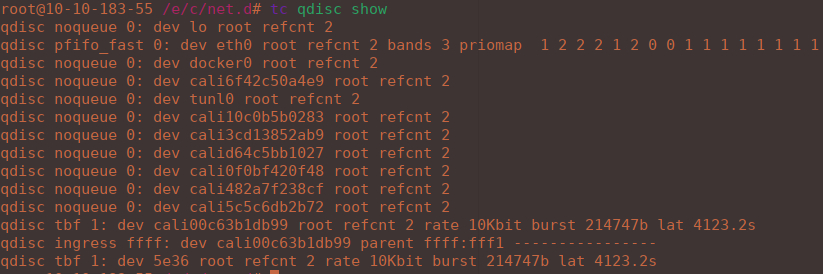 root@10-10-183-55 /e/c/net.d# tc qdisc show
qdisc noqueue 0: dev lo root refcnt 2
qdisc pfifo_fast 0: dev eth0 root refcnt 2 bands 3 priomap  1 2 2 2 1 2 0 0 1 1 1 1 1 1 1 1
qdisc noqueue 0: dev docker0 root refcnt 2
qdisc noqueue 0: dev cali6f42c50a4e9 root refcnt 2
qdisc noqueue 0: dev tunl0 root refcnt 2
qdisc noqueue 0: dev cali10c0b5b0283 root refcnt 2
qdisc noqueue 0: dev cali3cd13852ab9 root refcnt 2
qdisc noqueue 0: dev calid64c5bb1027 root refcnt 2
qdisc noqueue 0: dev cali0f0bf420f48 root refcnt 2
qdisc noqueue 0: dev cali482a7f238cf root refcnt 2
qdisc noqueue 0: dev cali5c5c6db2b72 root refcnt 2
qdisc tbf 1: dev cali00c63b1db99 root refcnt 2 rate 10Kbit burst 214747b lat 4123.2s
qdisc ingress ffff: dev cali00c63b1db99 parent ffff:fff1 ----------------
qdisc tbf 1: dev 5e36 root refcnt 2 rate 10Kbit burst 214747b lat 4123.2s